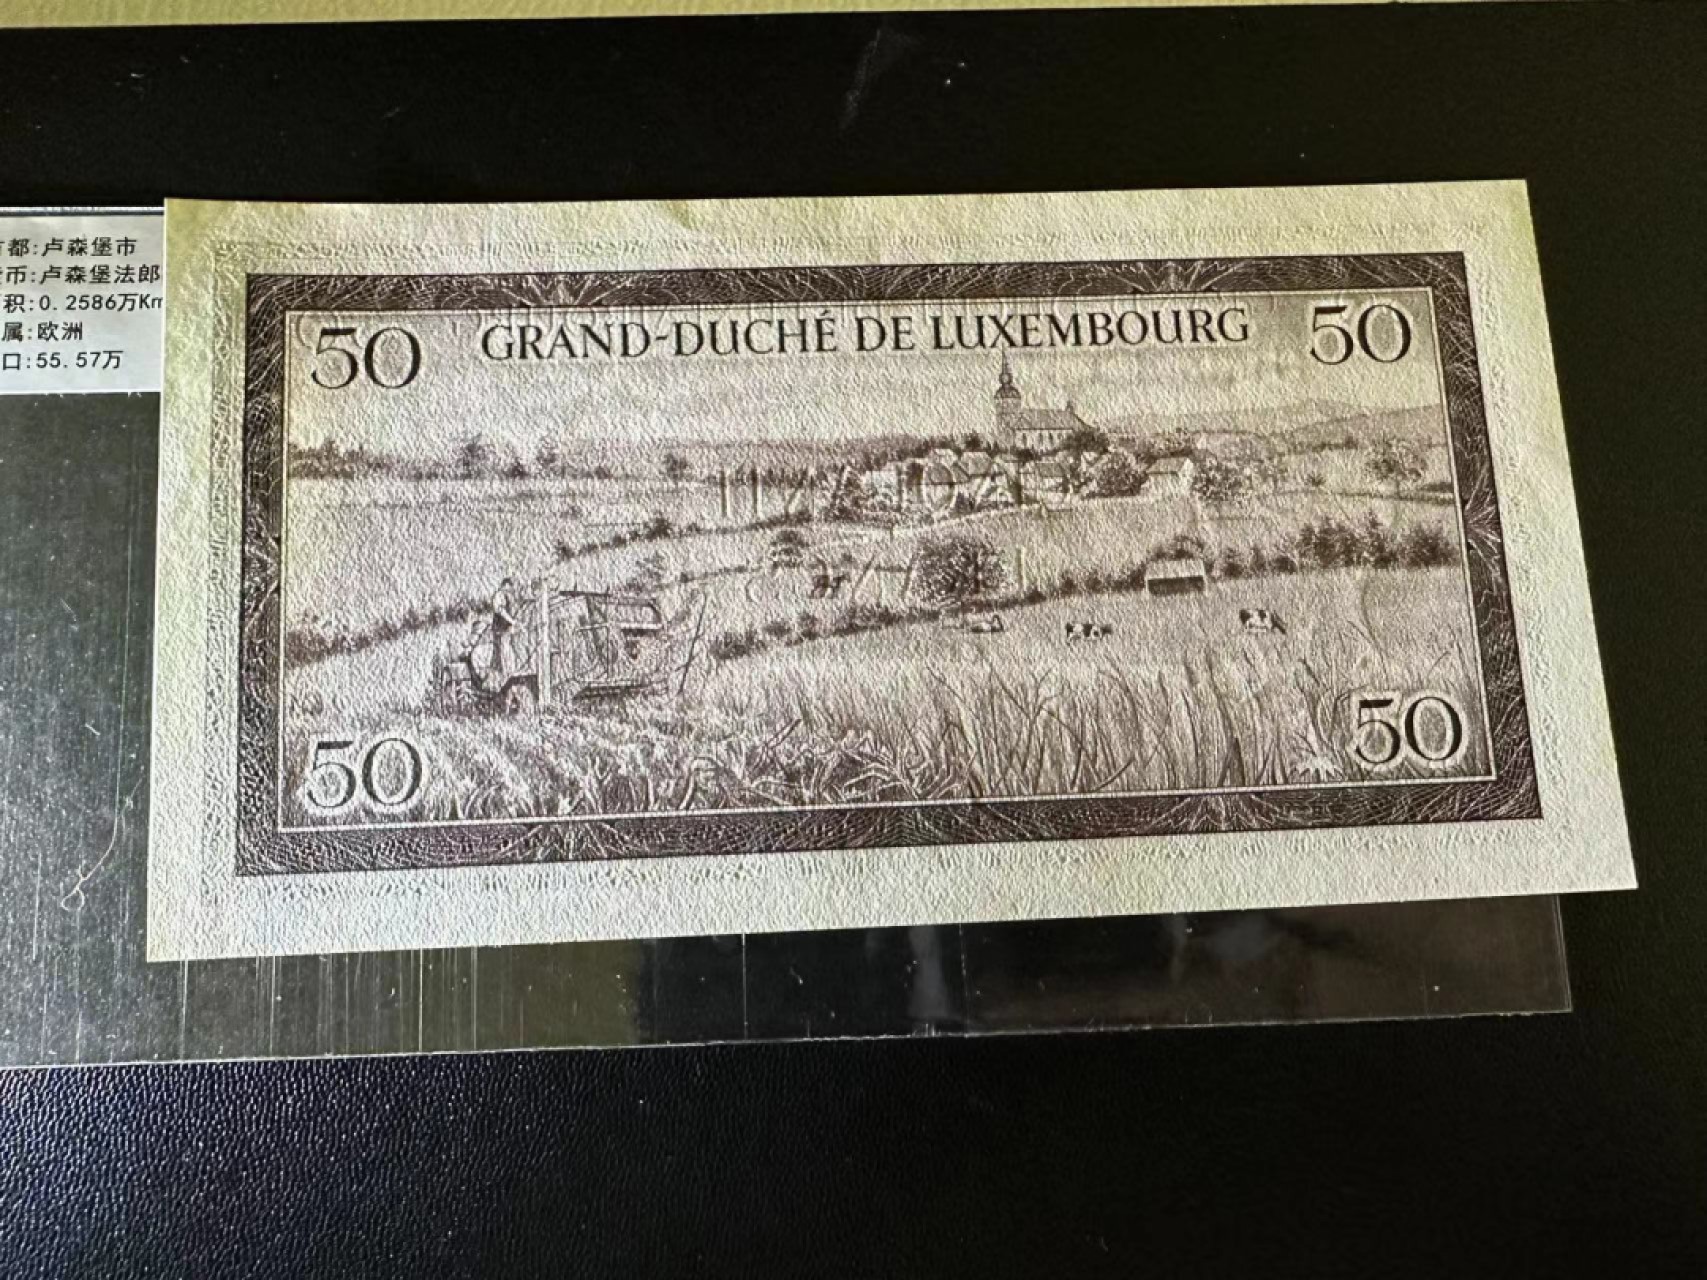 都:卢森堡市
币:卢森堡法郎
积:0.2586万Km
属:欧洲
口:55.57万
50 GRAND-DUCHÉ DE LUXEMBOURG 50
50 50